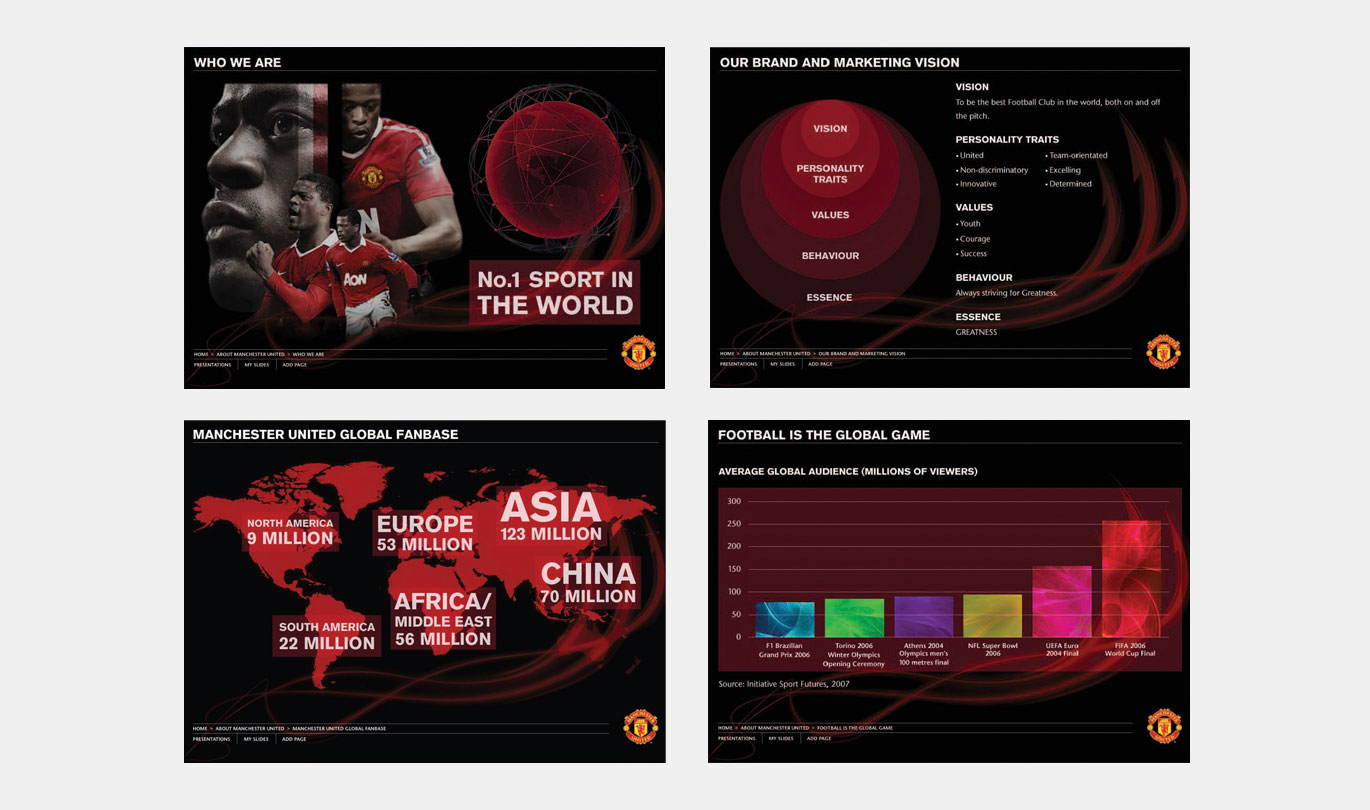 WHO WE ARE
AON
AON
No.1 SPORT IN
THE WORLD
HOME > ABOUT MANCHESTER UNITED > WHO WE ARE
PRESENTATIONS | MY SLIDES | ADD PAGE
MANCHESTER
UNITED
OUR BRAND AND MARKETING VISION
VISION
PERSONALITY
TRAITS
VALUES
BEHAVIOUR
ESSENCE
VISION
To be the best Football Club in the world, both on and off
the pitch.
PERSONALITY TRAITS
• United
• Team-orientated
• Non-discriminatory
• Excelling
• Innovative
• Determined
VALUES
• Youth
• Courage
• Success
BEHAVIOUR
Always striving for Greatness.
ESSENCE
GREATNESS
HOME > ABOUT MANCHESTER UNITED > OUR BRAND AND MARKETING VISION
PRESENTATIONS | MY SLIDES | ADD PAGE
MANCHESTER
UNITED
MANCHESTER UNITED GLOBAL FANBASE
NORTH AMERICA
9 MILLION
EUROPE
53 MILLION
ASIA
123 MILLION
CHINA
70 MILLION
AFRICA/
MIDDLE EAST
56 MILLION
SOUTH AMERICA
22 MILLION
HOME > ABOUT MANCHESTER UNITED > MANCHESTER UNITED GLOBAL FANBASE
PRESENTATIONS | MY SLIDES | ADD PAGE
MANCHESTER
UNITED
FOOTBALL IS THE GLOBAL GAME
AVERAGE GLOBAL AUDIENCE (MILLIONS OF VIEWERS)
300
250
200
150
100
50
0
F1 Brazilian
Grand Prix 2006
Torino 2006
Winter Olympics
Opening Ceremony
Athens 2004
Olympics men's
100 metres final
NFL Super Bowl
2006
UEFA Euro
2004 Final
FIFA 2006
World Cup Final
Source: Initiative Sport Futures, 2007
HOME > ABOUT MANCHESTER UNITED > FOOTBALL IS THE GLOBAL GAME
PRESENTATIONS | MY SLIDES | ADD PAGE
MANCHESTER
UNITED